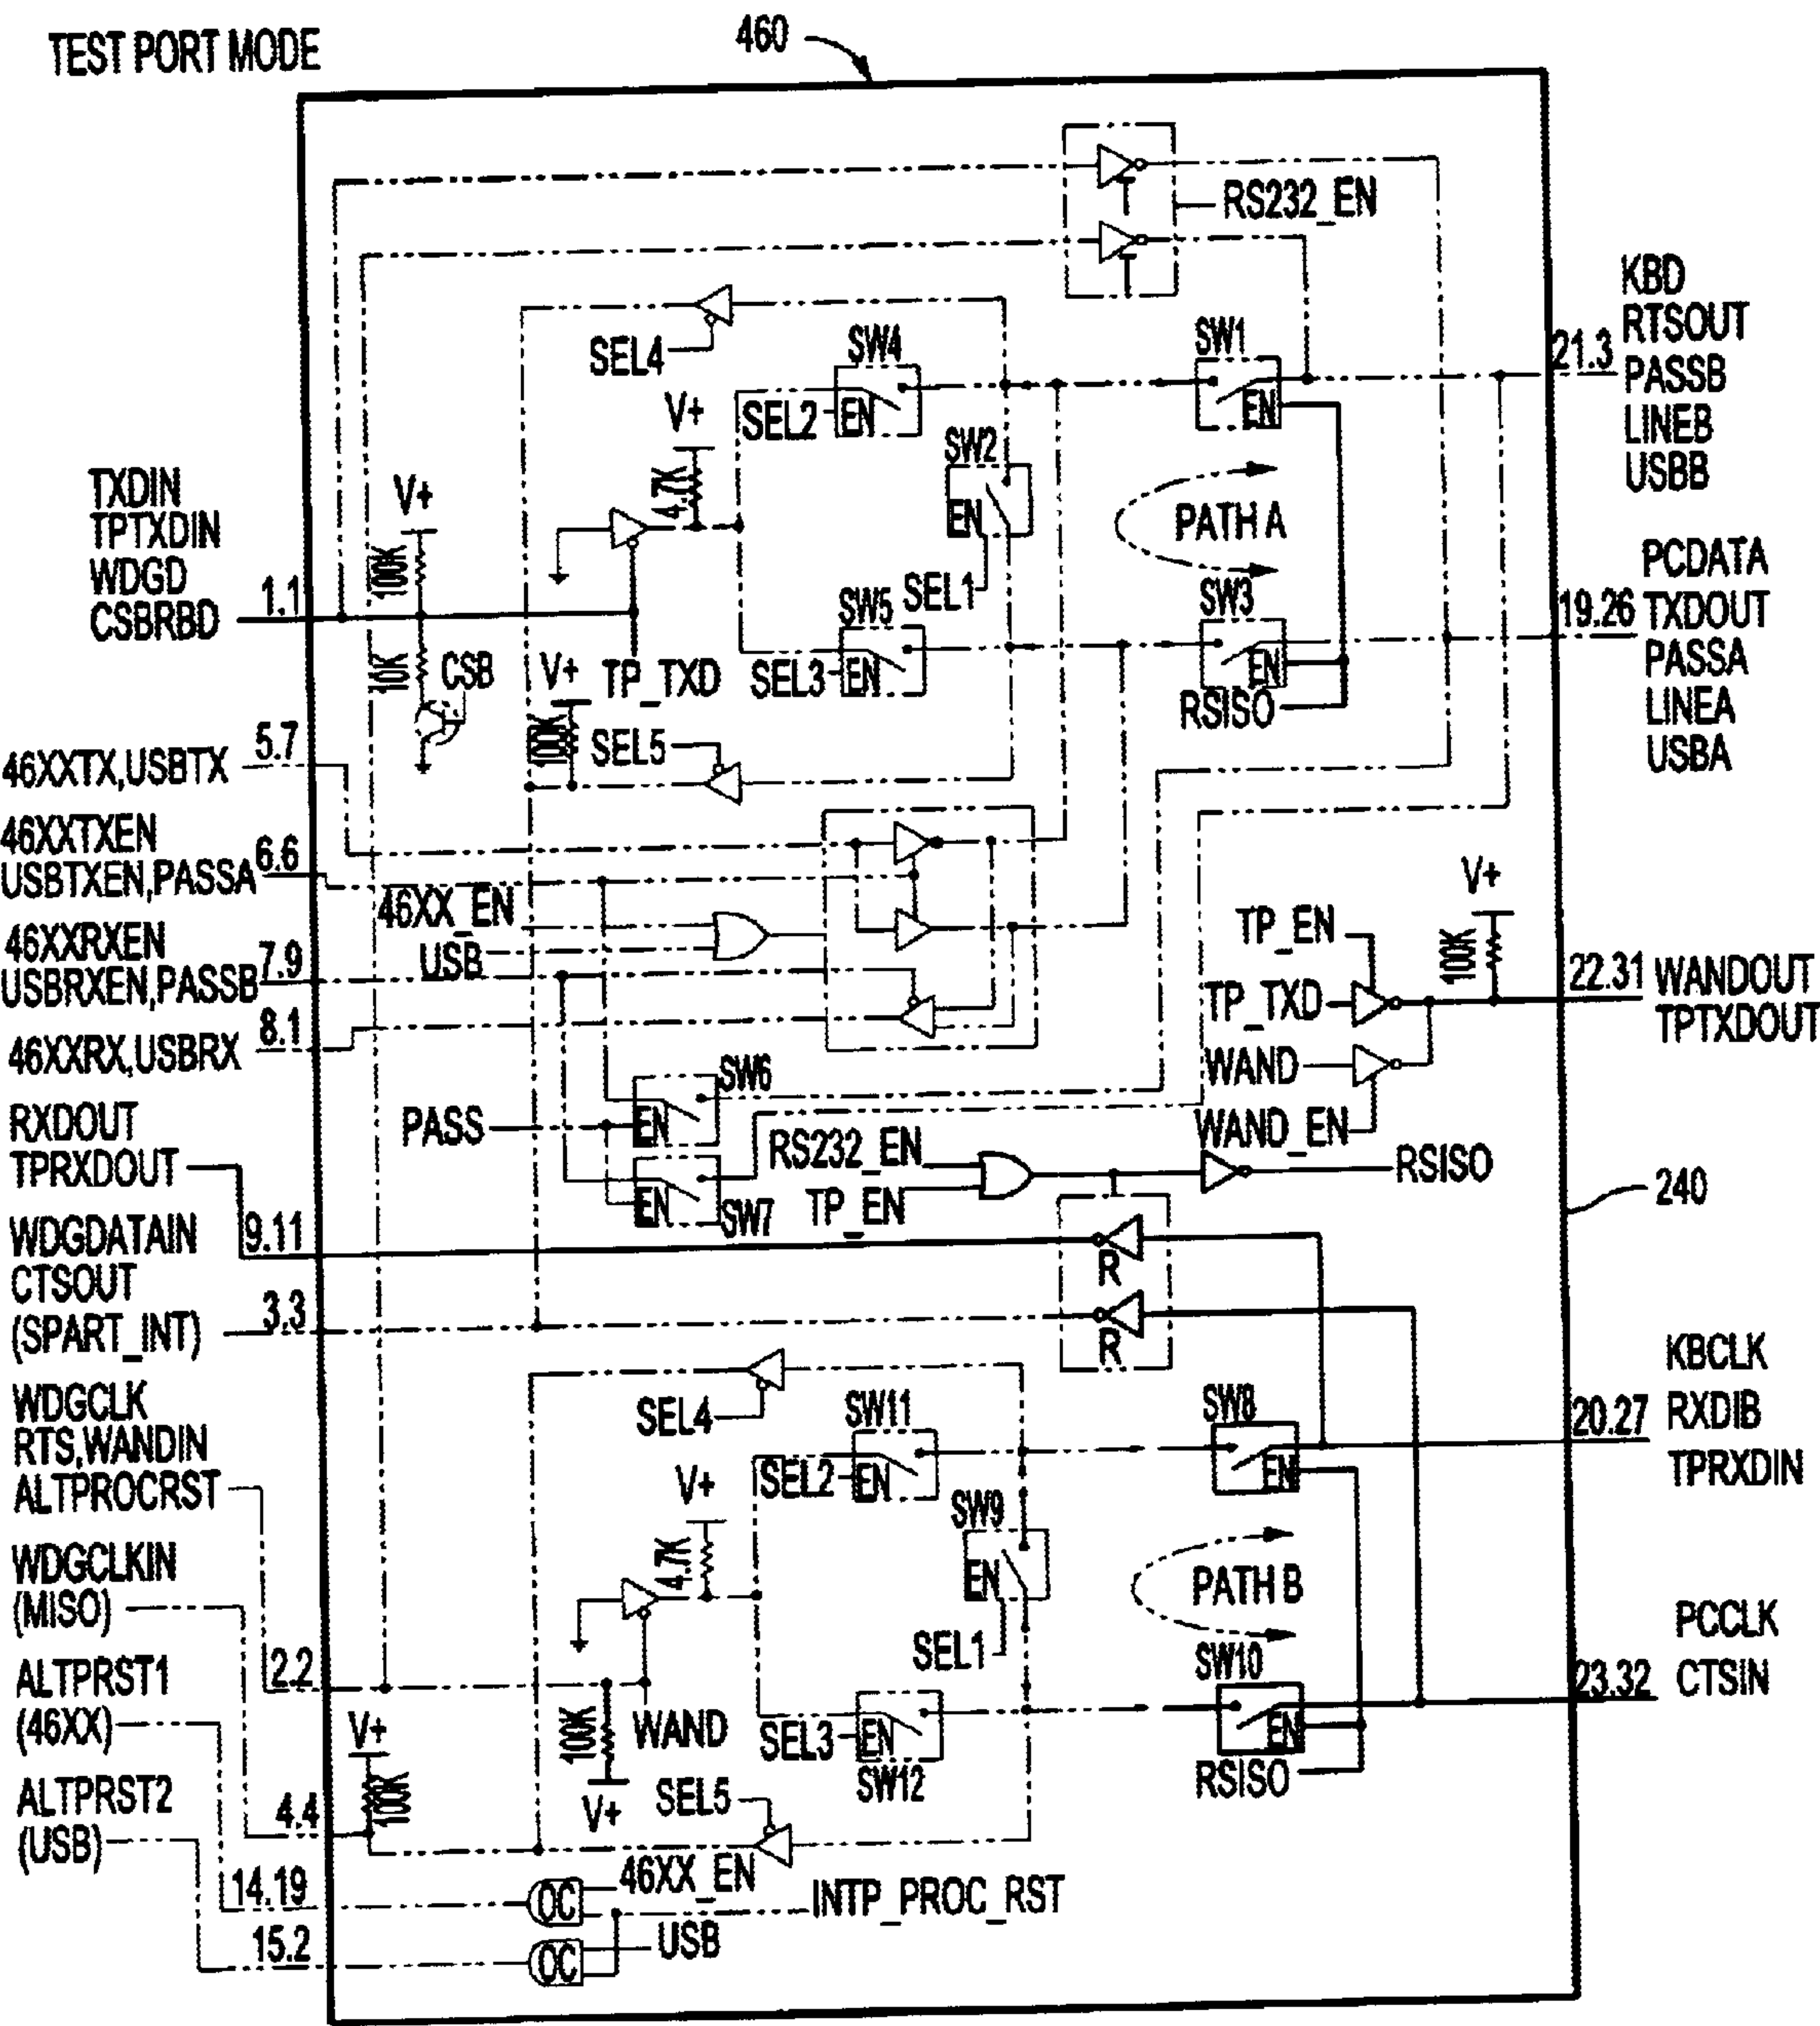 TEST PORT MODE
460
RS232_EN
KBD
RTSOUT
21.3
PASSB
LINEB
USBB
SEL4
SW4
SW1
V+
SEL2
EN
EN
SW2
4.7K
EN
PATH A
TXDIN
TPTXDIN
WDGD
CSBRBD
1.1
V+
100K
10K
CSB
SEL1
PCDATA
19.26
TXDOUT
PASSA
LINEA
USBA
SW5
SW3
V+
TP_TXD
SEL3
EN
EN
RSISO
100K
SEL5
5.7
46XXTX,USBTX
46XXTXEN
6.6
USBTXEN,PASSA
46XX_EN
USB
V+
46XXRXEN
7.9
USBRXEN,PASSB
TP_EN
100K
TP_TXD
22.31
WANDOUT
TPTXDOUT
8.1
46XXRX,USBRX
WAND
WAND_EN
SW6
PASS
EN
RXDOUT
TPRXDOUT
RS232_EN
RSISO
TP_EN
EN
SW7
240
9.11
WDGDATAIN
CTSOUT
3.3
(SPART_INT)
R
R
KBCLK
20.27
RXDIB
TPRXDIN
WDGCLK
RTS,WANDIN
ALTPROCRST
SEL4
SW11
SW8
SEL2
EN
EN
V+
4.7K
SW9
EN
PATH B
WDGCLKIN
(MISO)
2.2
SEL1
PCCLK
23.32
CTSIN
ALTPRST1
(46XX)
SW10
EN
V+
100K
100K
WAND
SEL3
EN
SW12
RSISO
V+
SEL5
ALTPRST2
4.4
(USB)
14.19
46XX_EN
OC
INTP_PROC_RST
15.2
USB
OC